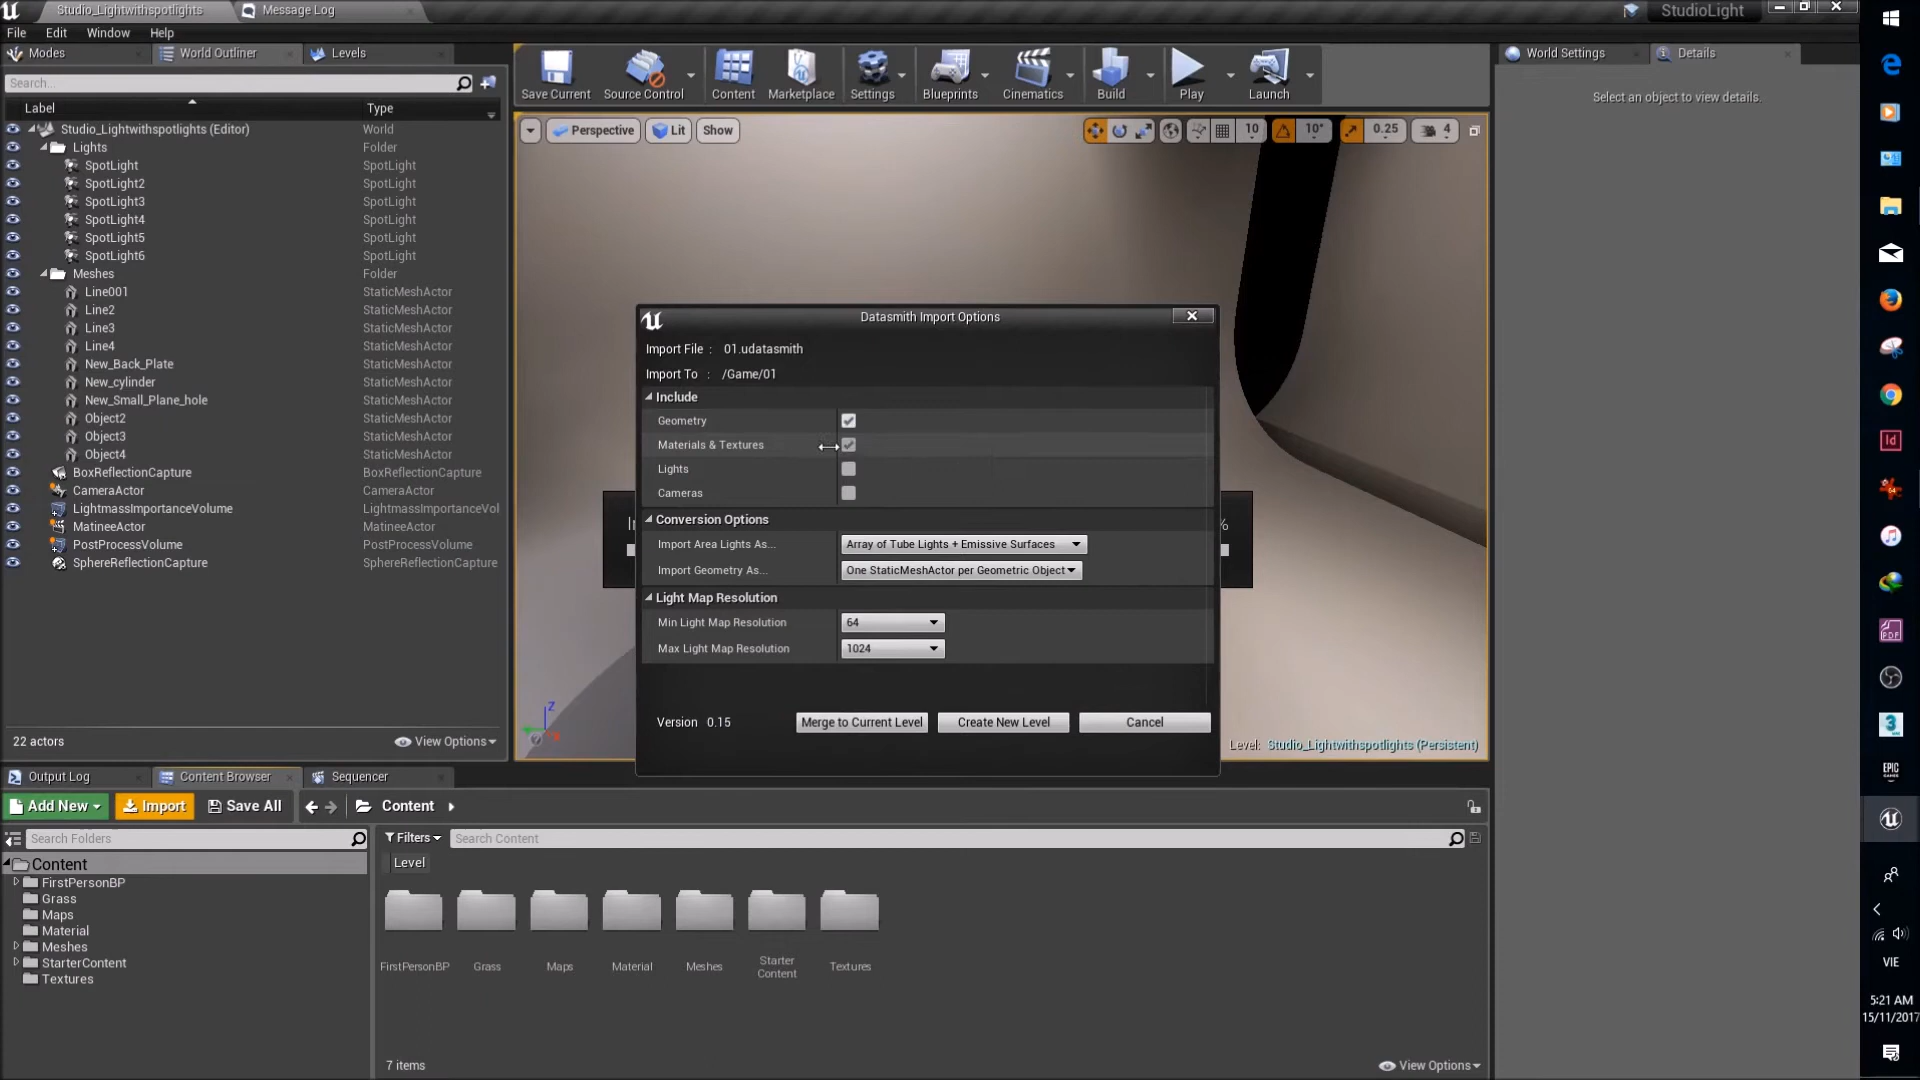 Studio_Lightwithspotlights
Message Log
StudioLight
File Edit Window Help
Modes
World Outliner
Levels
Search...
Label Type
Studio_Lightwithspotlights (Editor) World
Lights Folder
SpotLight SpotLight
SpotLight2 SpotLight
SpotLight3 SpotLight
SpotLight4 SpotLight
SpotLight5 SpotLight
SpotLight6 SpotLight
Meshes Folder
Line001 StaticMeshActor
Line2 StaticMeshActor
Line3 StaticMeshActor
Line4 StaticMeshActor
New_Back_Plate StaticMeshActor
New_cylinder StaticMeshActor
New_Small_Plane_hole StaticMeshActor
Object2 StaticMeshActor
Object3 StaticMeshActor
Object4 StaticMeshActor
BoxReflectionCapture BoxReflectionCapture
CameraActor CameraActor
LightmassImportanceVolume LightmassImportanceVol
MatineeActor MatineeActor
PostProcessVolume PostProcessVolume
SphereReflectionCapture SphereReflectionCapture
22 actors
View Options
Save Current
Source Control
Content
Marketplace
Settings
Blueprints
Cinematics
Build
Play
Launch
Perspective
Lit
Show
10
10°
0.25
4
World Settings
Details
Select an object to view details.
Datasmith Import Options
Import File : 01.udatasmith
Import To : /Game/01
Include
Geometry
Materials & Textures
Lights
Cameras
Conversion Options
Import Area Lights As... Array of Tube Lights + Emissive Surfaces
Import Geometry As... One StaticMeshActor per Geometric Object
Light Map Resolution
Min Light Map Resolution 64
Max Light Map Resolution 1024
Version 0.15
Merge to Current Level
Create New Level
Cancel
%
Z
Level: Studio_Lightwithspotlights (Persistent)
Output Log
Content Browser
Sequencer
Add New
Import
Save All
Content
Search Folders
Content
FirstPersonBP
Grass
Maps
Material
Meshes
StarterContent
Textures
Filters
Search Content
Level
FirstPersonBP
Grass
Maps
Material
Meshes
Starter
Content
Textures
7 items
View Options
Id
64
PDF
3
EPIC
GAMES
VIE
5:21 AM
15/11/2017